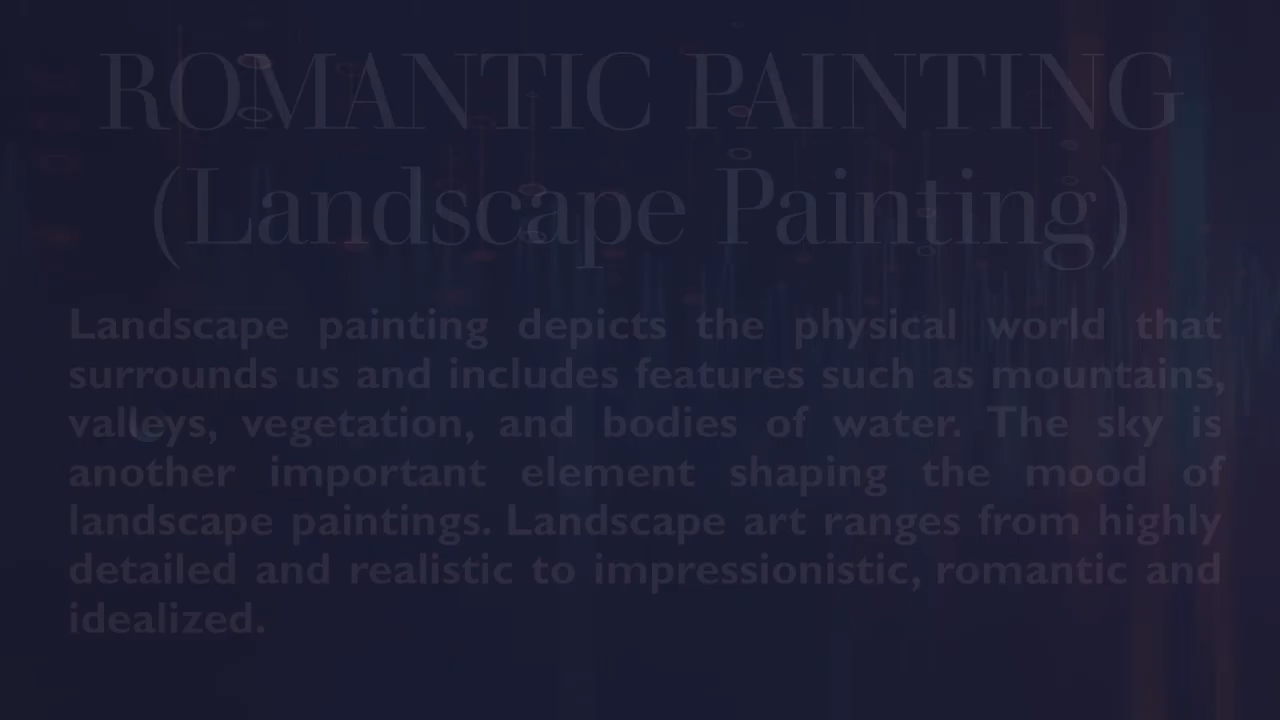 ROMANTIC PAINTING
(Landscape Painting)
Landscape painting depicts the physical world that
surrounds us and includes features such as mountains,
valleys, vegetation, and bodies of water. The sky is
another important element shaping the mood of
landscape paintings. Landscape art ranges from highly
detailed and realistic to impressionistic, romantic and
idealized.